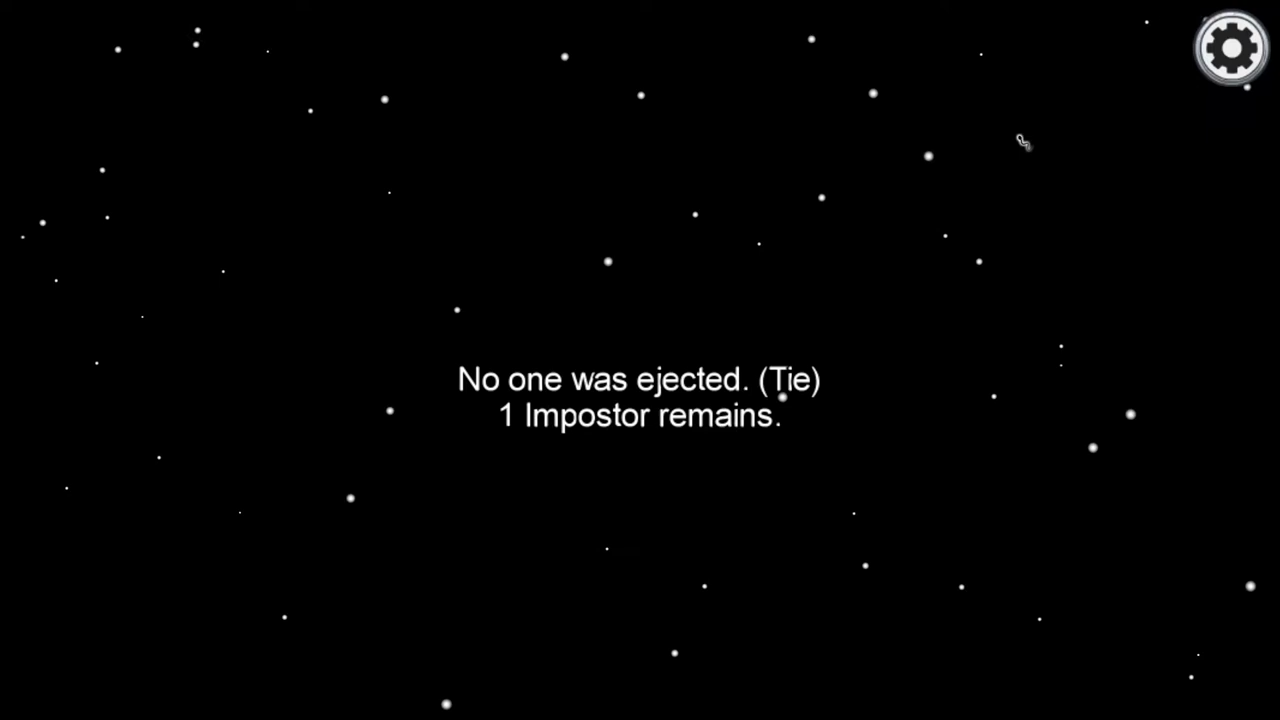 No one was ejected. (Tie)
1 Impostor remains.